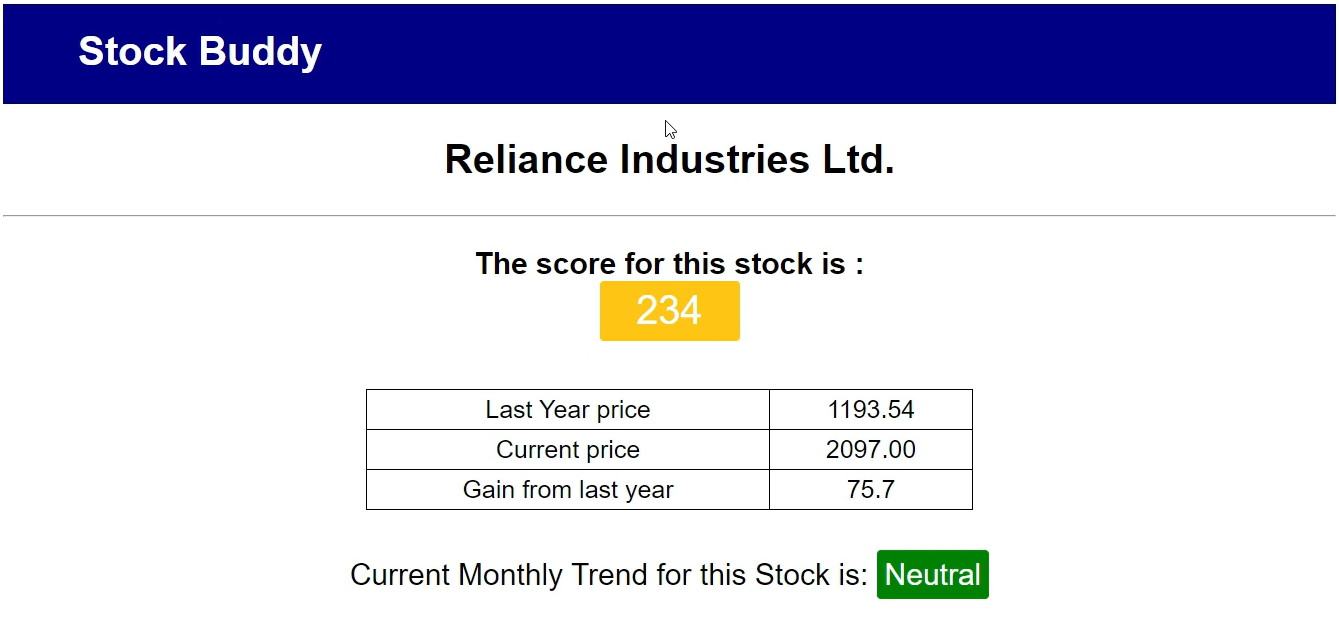 Stock Buddy
Reliance Industries Ltd.
The score for this stock is :
234
Last Year price 1193.54
Current price 2097.00
Gain from last year 75.7
Current Monthly Trend for this Stock is: Neutral